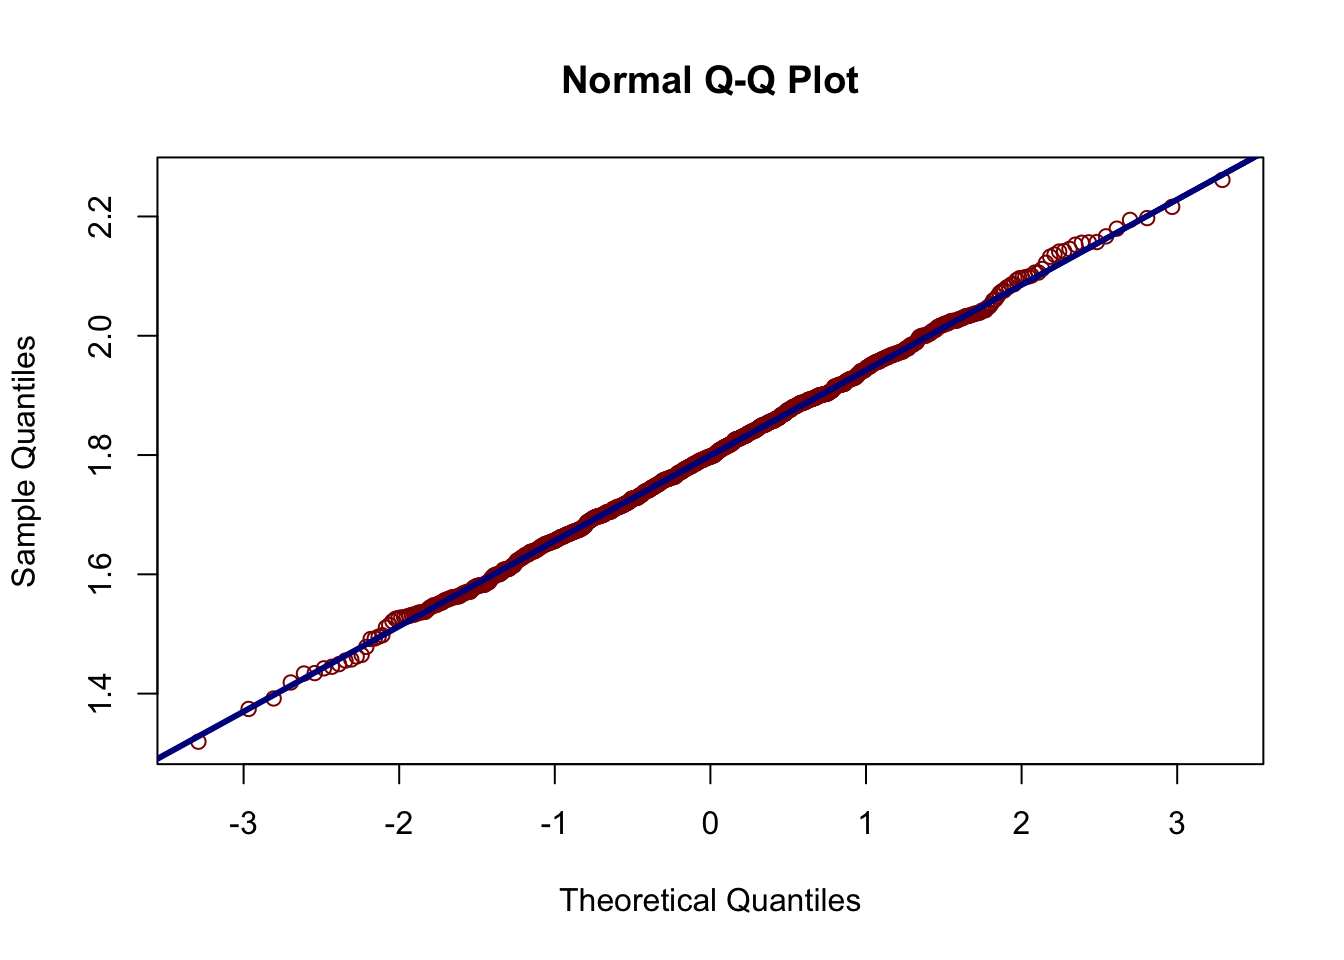 Normal Q-Q Plot
Sample Quantiles
2.2
2.0
1.8
1.6
1.4
-3 -2 -1 0 1 2 3
Theoretical Quantiles